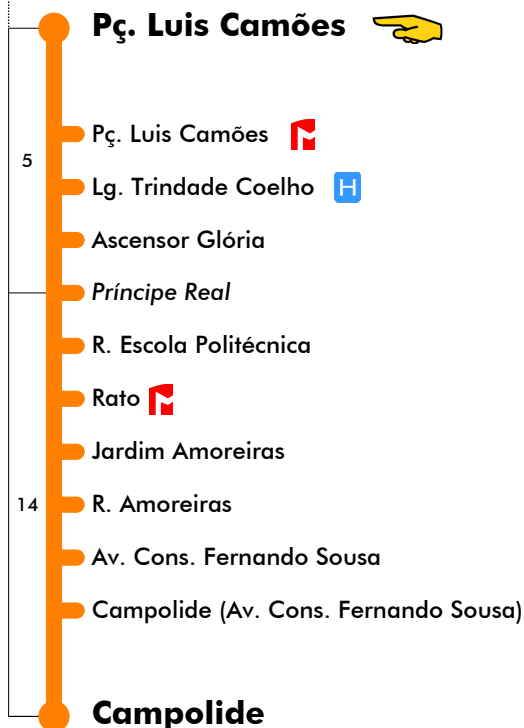 Pç. Luis Camões
Pç. Luis Camões
5
Lg. Trindade Coelho H
Ascensor Glória
Príncipe Real
R. Escola Politécnica
Rato
Jardim Amoreiras
14
R. Amoreiras
Av. Cons. Fernando Sousa
Campolide (Av. Cons. Fernando Sousa)
Campolide